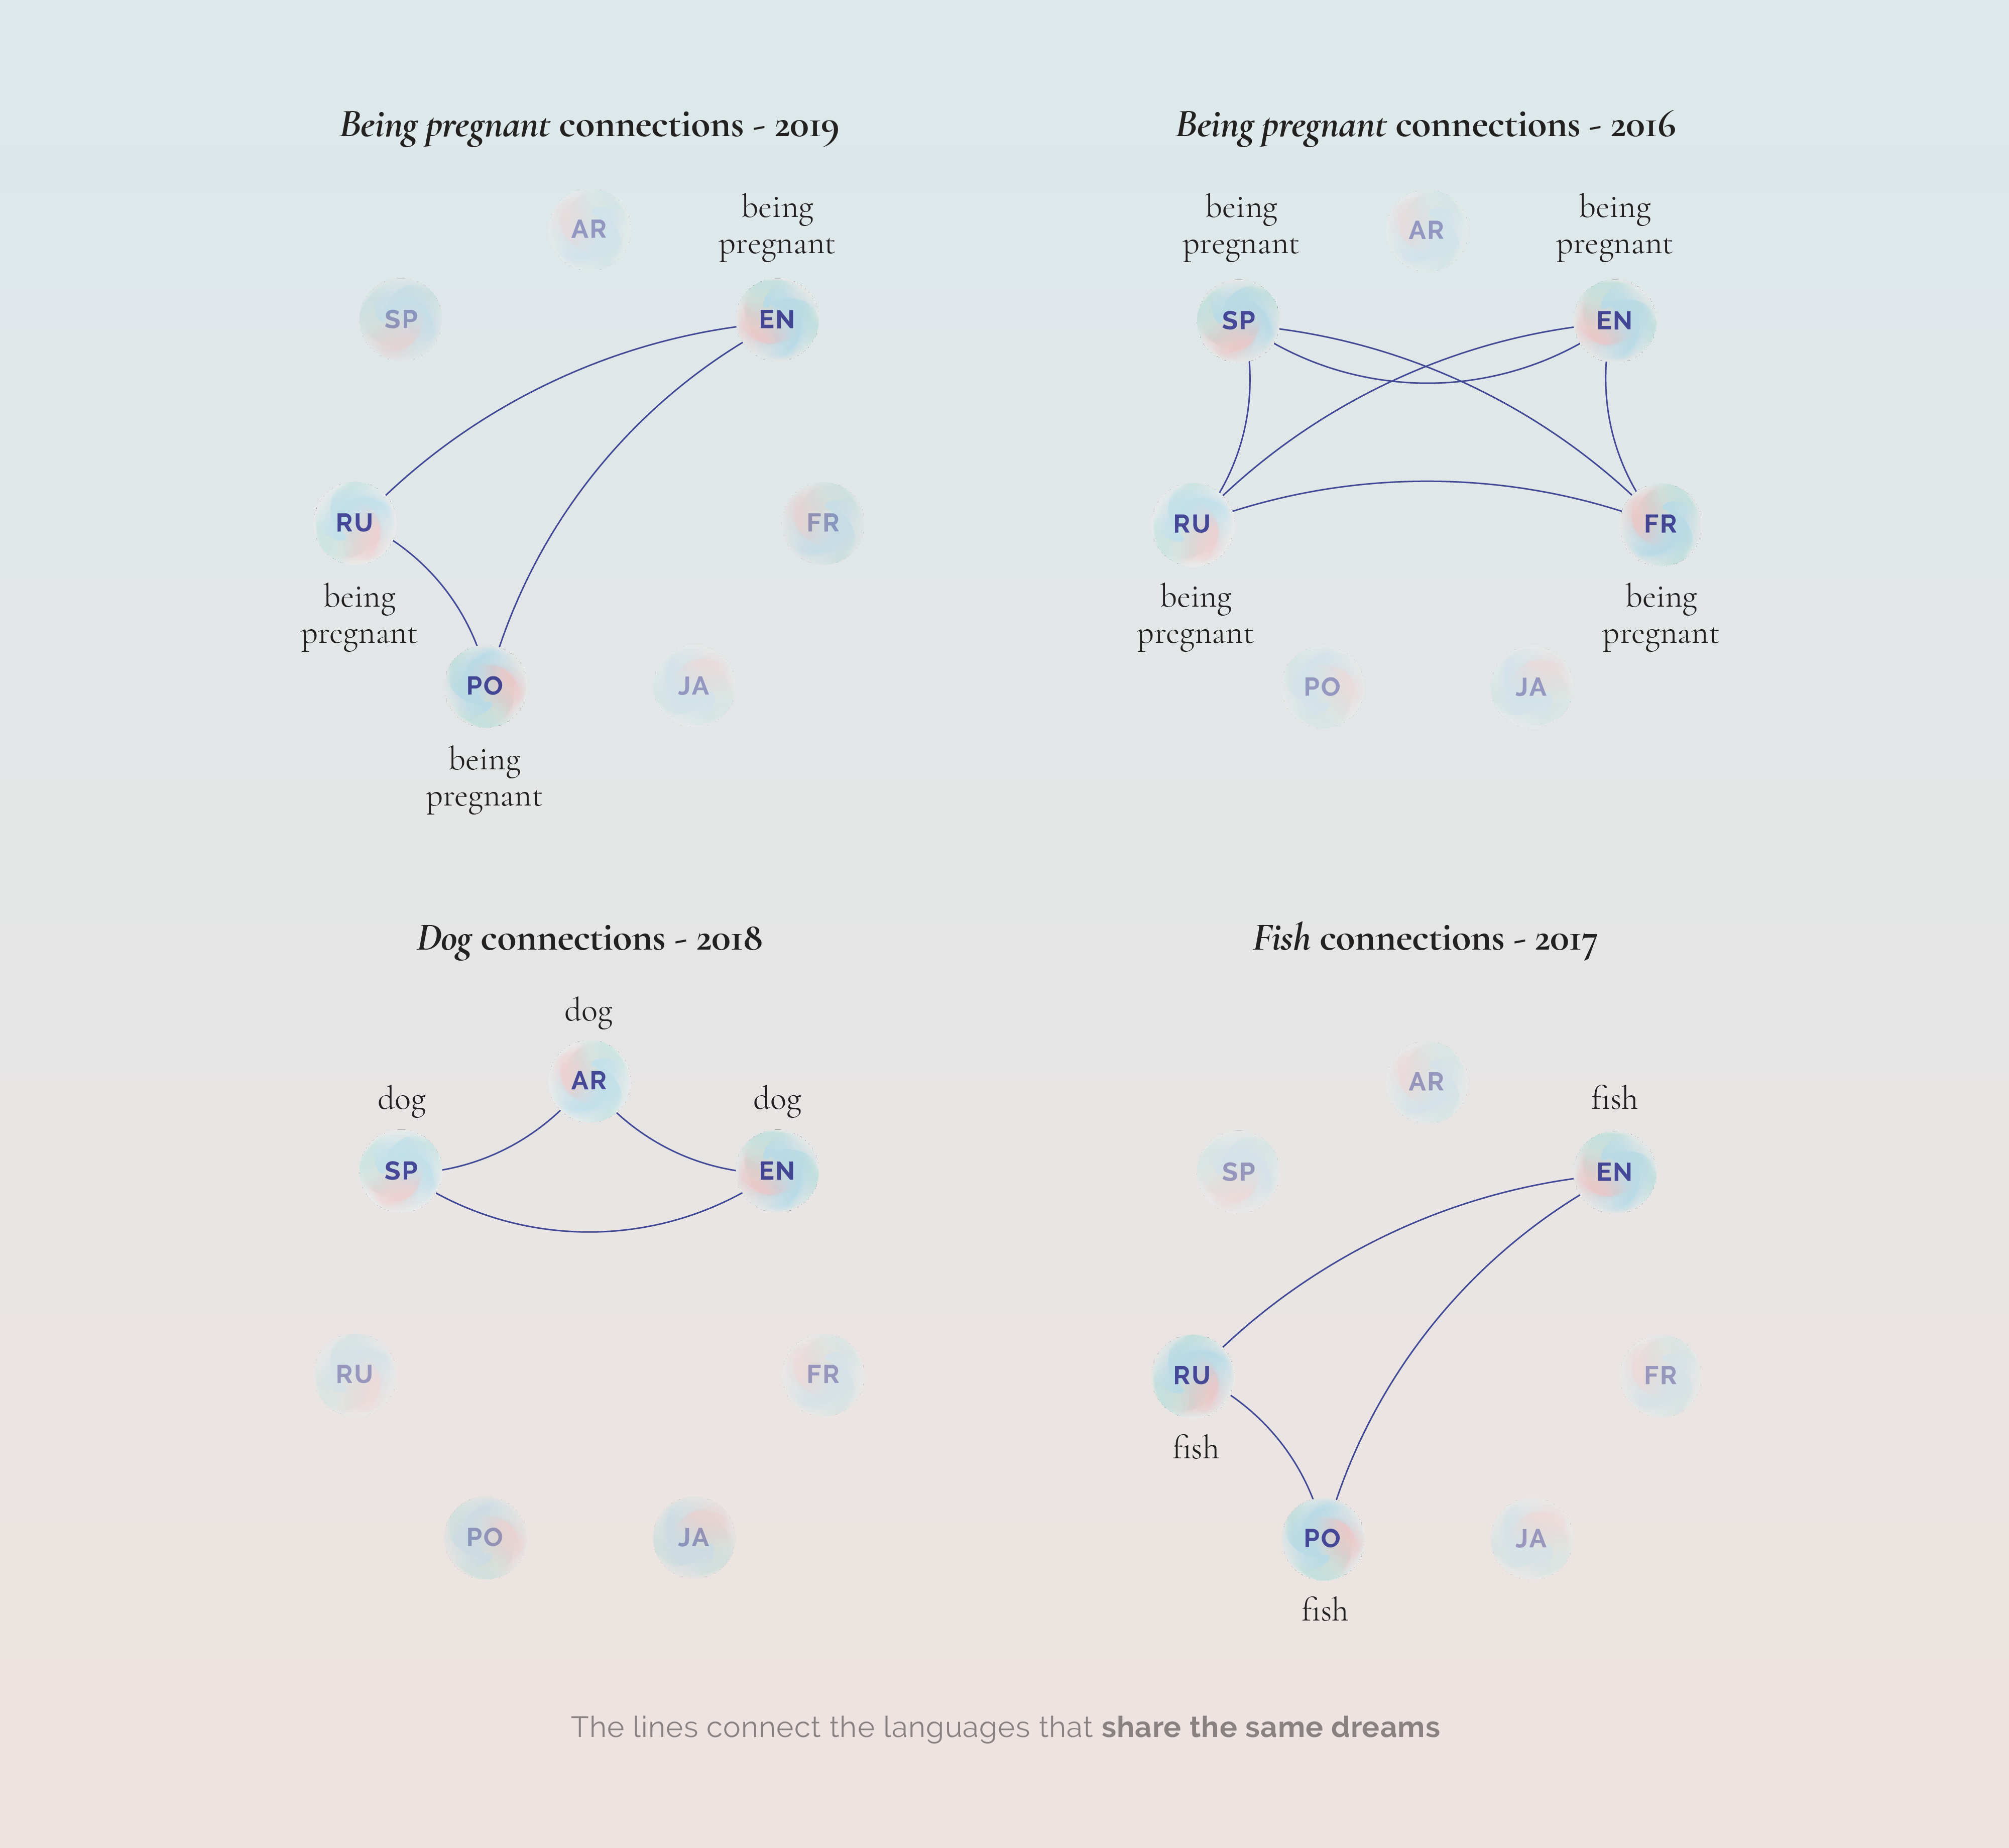 Being pregnant connections - 2019
being
pregnant
AR
SP
EN
RU
FR
being
pregnant
PO
JA
being
pregnant
Being pregnant connections - 2016
being
pregnant
being
pregnant
AR
SP
EN
RU
FR
being
pregnant
being
pregnant
PO
JA
Dog connections - 2018
dog
AR
dog
dog
SP
EN
RU
FR
PO
JA
Fish connections - 2017
AR
fish
SP
EN
RU
FR
fish
PO
JA
fish
The lines connect the languages that share the same dreams